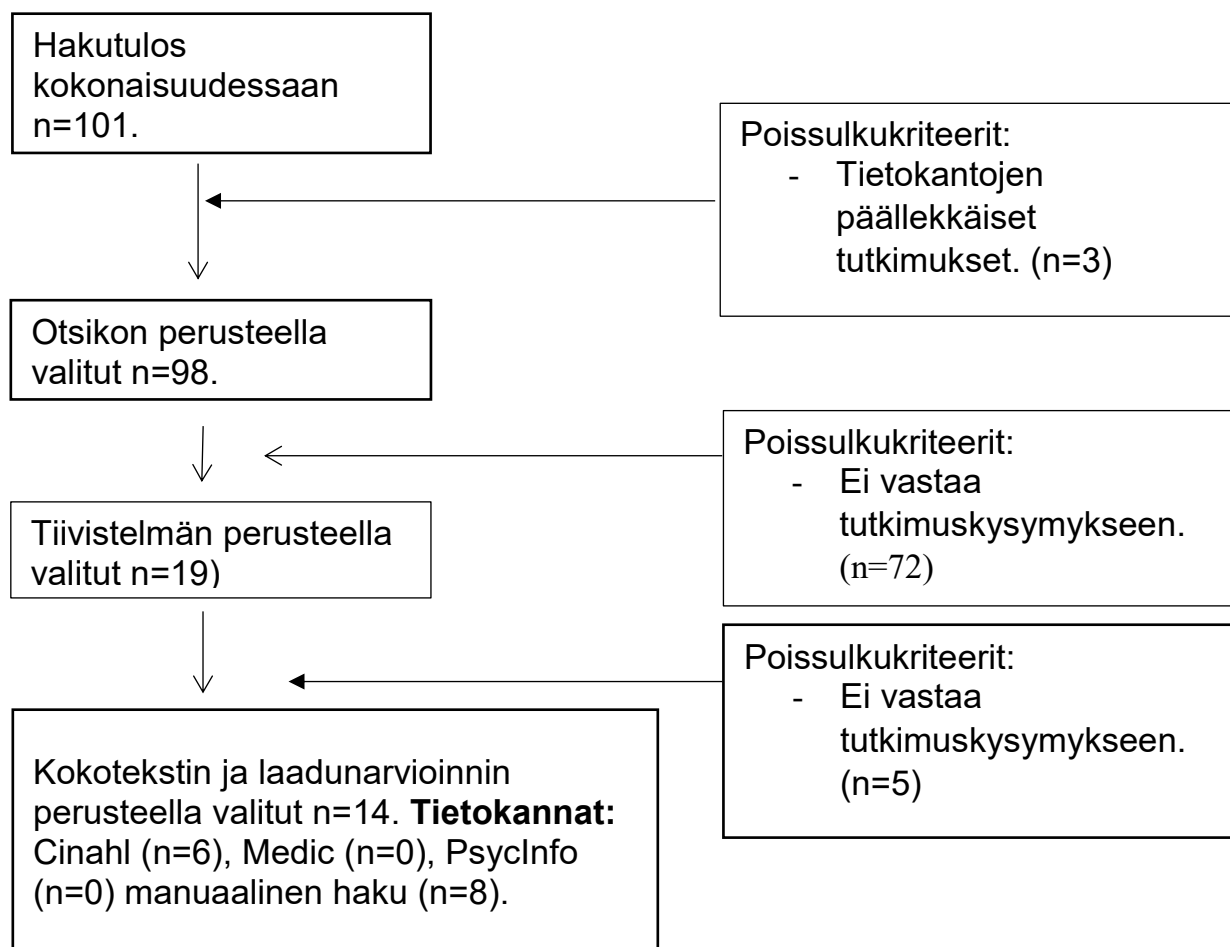 Hakutulos
kokonaisuudessaan
n=101.
Poissulkukriteerit:
- Tietokantojen
päällekkäiset
tutkimukset. (n=3)
Otsikon perusteella
valitut n=98.
Poissulkukriteerit:
- Ei vastaa
tutkimuskysymykseen.
(n=72)
Tiivistelmän perusteella
valitut n=19)
Poissulkukriteerit:
- Ei vastaa
tutkimuskysymykseen.
(n=5)
Kokotekstin ja laadunarvioinnin
perusteella valitut n=14. Tietokannat:
Cinahl (n=6), Medic (n=0), PsycInfo
(n=0) manuaalinen haku (n=8).